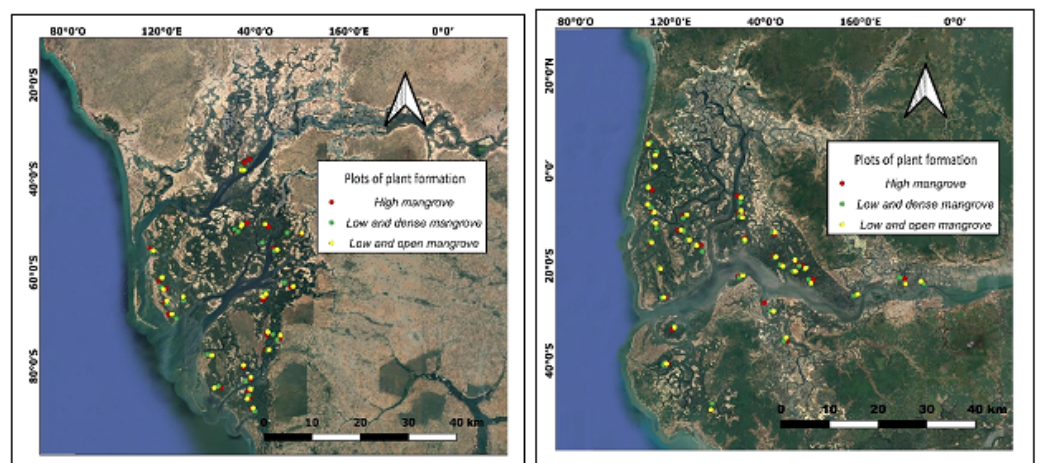 80°0'O 120°0'E 40°0'O 160°0'E 0°0'
20°0'S
40°0'S
60°0'S
80°0'S
Plots of plant formation
High mangrove
Low and dense mangrove
Low and open mangrove
0 10 20 30 40 km
80°0'O 120°0'E 40°0'O 160°0'E 0°0'
20°0'N
0°0'
20°0'S
40°0'S
Plots of plant formation
High mangrove
Low and dense mangrove
Low and open mangrove
0 10 20 30 40 km